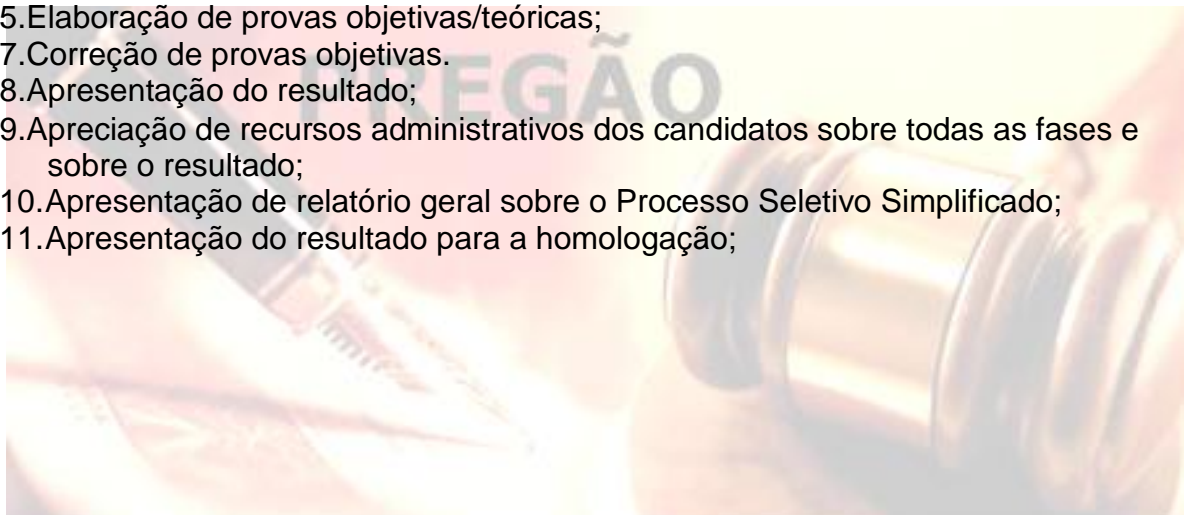 5.Elaboração de provas objetivas/teóricas;
7.Correção de provas objetivas.
PREGÃO
8.Apresentação do resultado;
9.Apreciação de recursos administrativos dos candidatos sobre todas as fases e
sobre o resultado;
10.Apresentação de relatório geral sobre o Processo Seletivo Simplificado;
11.Apresentação do resultado para a homologação;